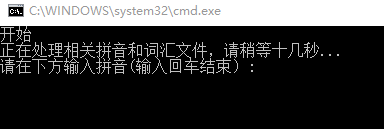 C:\WINDOWS\system32\cmd.exe
开始
正在处理相关拼音和词汇文件，请稍等十几秒...
请在下方输入拼音(输入回车结束）：